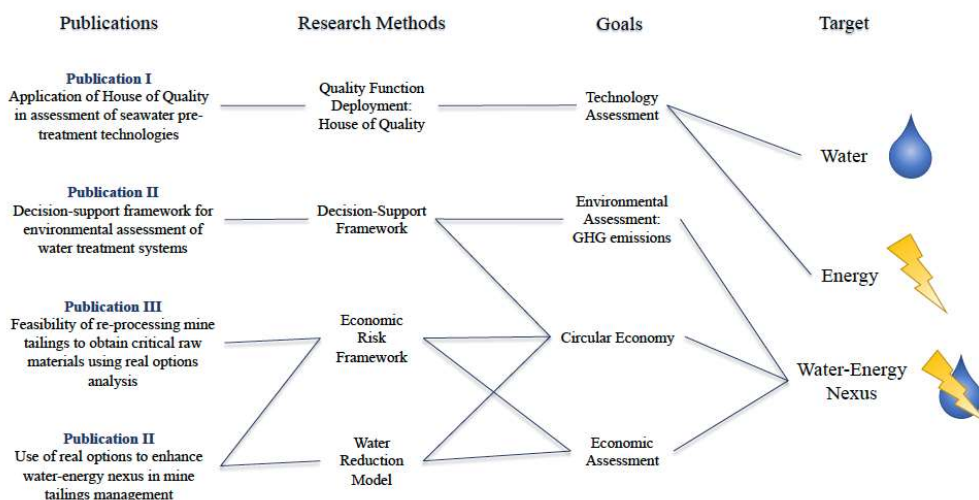 Publications
Research Methods
Goals
Target
Publication I
Application of House of Quality
in assessment of seawater pre-
treatment technologies
Quality Function
Deployment:
House of Quality
Technology
Assessment
Water
Publication II
Decision-support framework for
environmental assessment of
water treatment systems
Decision-Support
Framework
Environmental
Assessment:
GHG emissions
Energy
Publication III
Feasibility of re-processing mine
tailings to obtain critical raw
materials using real options
analysis
Economic
Risk
Framework
Circular Economy
Water-Energy
Nexus
Publication II
Use of real options to enhance
water-energy nexus in mine
tailings management
Water
Reduction
Model
Economic
Assessment